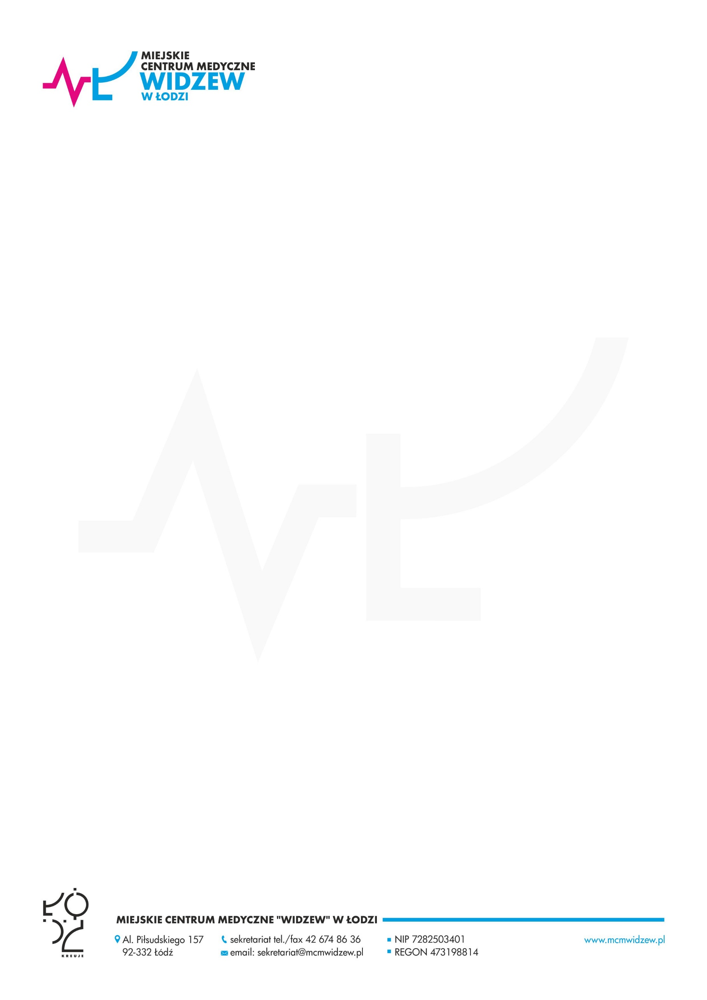 MIEJSKIE
CENTRUM MEDYCZNE
WIDZEW
W ŁODZI
ŁÓDŹ
KREUJE
MIEJSKIE CENTRUM MEDYCZNE "WIDZEW" W ŁODZI
Al. Piłsudskiego 157
92-332 Łódź
sekretariat tel./fax 42 674 86 36
email: sekretariat@mcmwidzew.pl
NIP 7282503401
REGON 473198814
www.mcmwidzew.pl